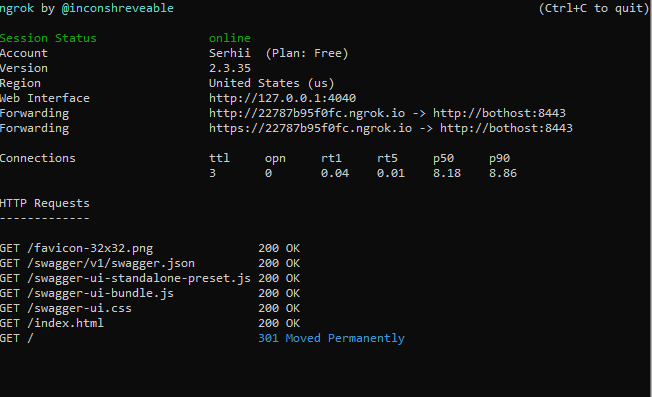 ngrok by @inconshreveable (Ctrl+C to quit)
Session Status online
Account Serhii (Plan: Free)
Version 2.3.35
Region United States (us)
Web Interface http://127.0.0.1:4040
Forwarding http://22787b95f0fc.ngrok.io -> http://bothost:8443
Forwarding https://22787b95f0fc.ngrok.io -> http://bothost:8443
Connections ttl opn rt1 rt5 p50 p90
3 0 0.04 0.01 8.18 8.86
HTTP Requests
-------------
GET /favicon-32x32.png 200 OK
GET /swagger/v1/swagger.json 200 OK
GET /swagger-ui-standalone-preset.js 200 OK
GET /swagger-ui-bundle.js 200 OK
GET /swagger-ui.css 200 OK
GET /index.html 200 OK
GET / 301 Moved Permanently